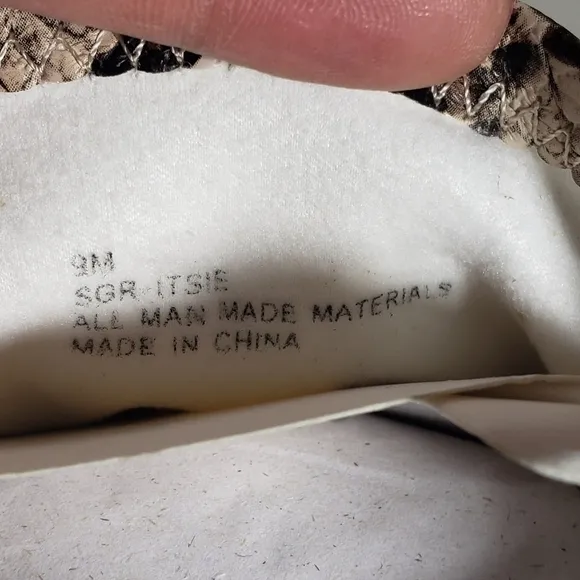 9M
SGR-ITSIE
ALL MAN MADE MATERIALS
MADE IN CHINA